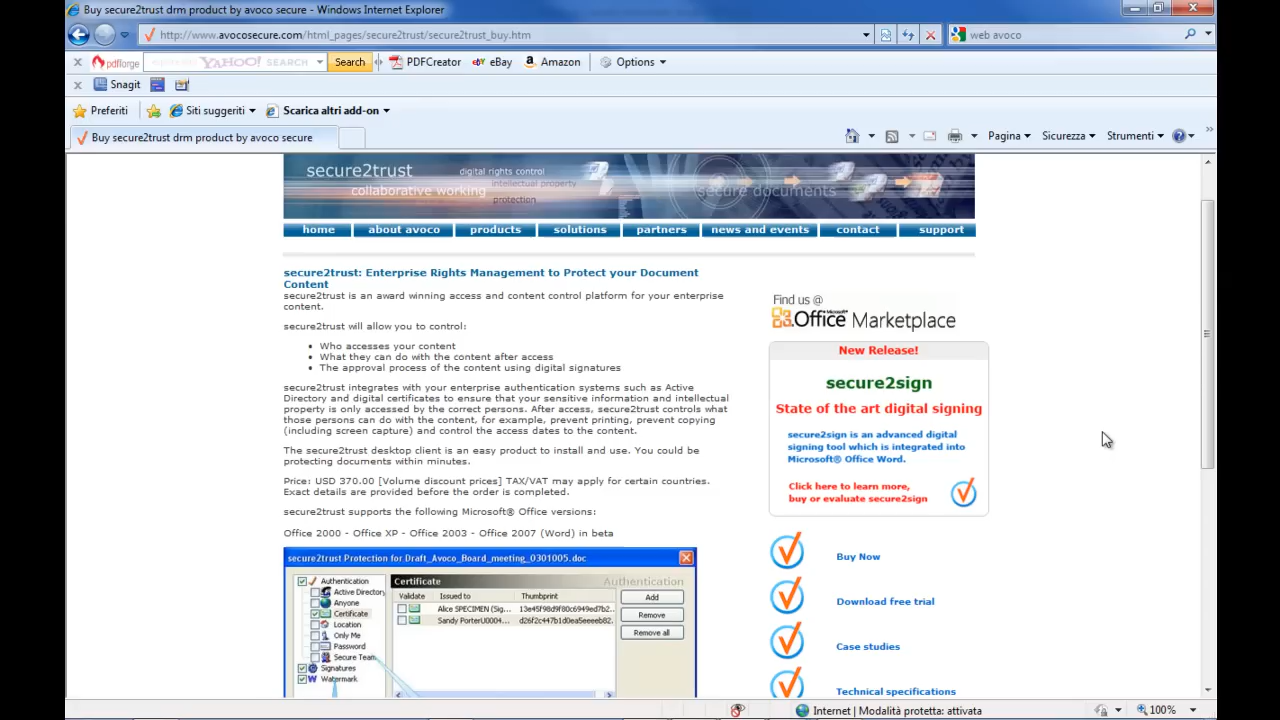 Buy secure2trust drm product by avoco secure - Windows Internet Explorer
http://www.avocosecure.com/html_pages/secure2trust/secure2trust_buy.htm
web avoco
pdfforge
YAHOO! SEARCH
Search
PDFCreator
eBay
Amazon
Options
Snagit
Preferiti
Siti suggeriti
Scarica altri add-on
Buy secure2trust drm product by avoco secure
Pagina
Sicurezza
Strumenti
secure2trust
digital rights control
collaborative working
intellectual property
protection
secure documents
home
about avoco
products
solutions
partners
news and events
contact
support
secure2trust: Enterprise Rights Management to Protect your Document
Content
secure2trust is an award winning access and content control platform for your enterprise
content.
secure2trust will allow you to control:
• Who accesses your content
• What they can do with the content after access
• The approval process of the content using digital signatures
secure2trust integrates with your enterprise authentication systems such as Active
Directory and digital certificates to ensure that your sensitive information and intellectual
property is only accessed by the correct persons. After access, secure2trust controls what
those persons can do with the content, for example, prevent printing, prevent copying
(including screen capture) and control the access dates to the content.
The secure2trust desktop client is an easy product to install and use. You could be
protecting documents within minutes.
Price: USD 370.00 [Volume discount prices] TAX/VAT may apply for certain countries.
Exact details are provided before the order is completed.
secure2trust supports the following Microsoft® Office versions:
Office 2000 - Office XP - Office 2003 - Office 2007 (Word) in beta
secure2trust Protection for Draft_Avoco_Board_meeting_0301005.doc
Authentication
Active Directory
Anyone
Certificate
Location
Only Me
Password
Secure Team
Signatures
Watermark
Certificate
Authentication
Validate
Issued to
Thumbprint
Alice SPECIMEN (Sig...
13e45f98d9f80c6949ed7b2...
Sandy PorterU0004...
d26f2c447b1d0ea5eeeeb82...
Add
Remove
Remove all
Find us @
Microsoft®
Office Marketplace
New Release!
secure2sign
State of the art digital signing
secure2sign is an advanced digital
signing tool which is integrated into
Microsoft® Office Word.
Click here to learn more,
buy or evaluate secure2sign
Buy Now
Download free trial
Case studies
Technical specifications
Internet | Modalità protetta: attivata
100%